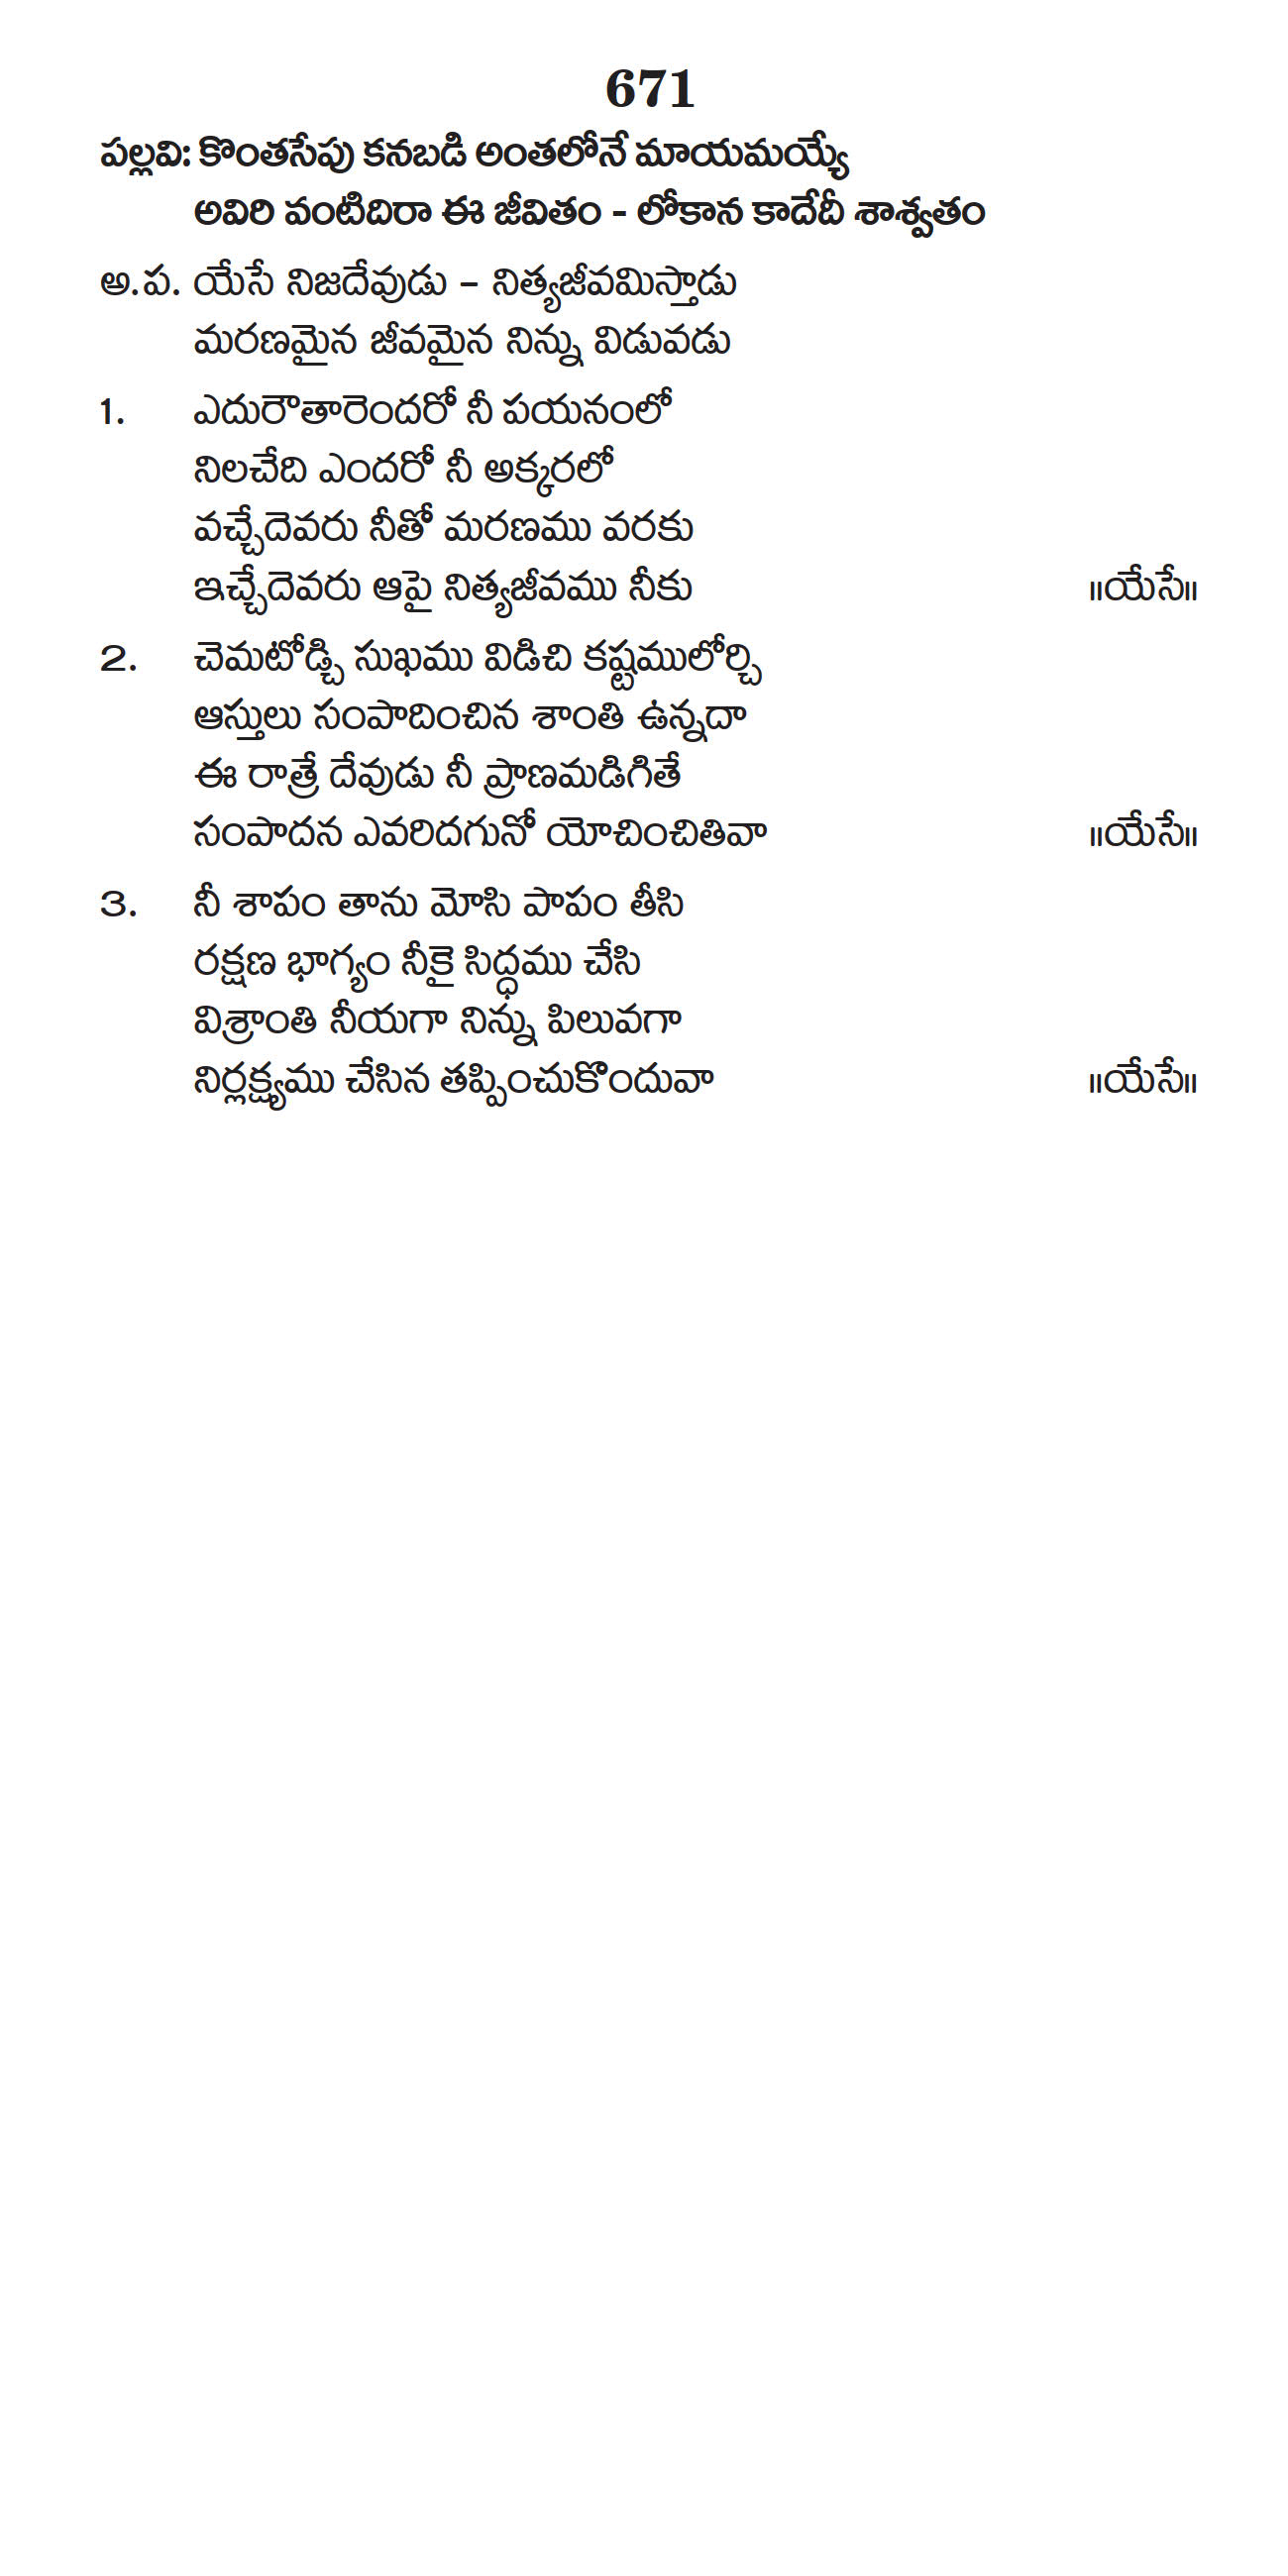 671
పల్లవి: కొంతసేపు కనబడి అంతలోనే మాయమయ్యే
అవిరి వంటిదిరా ఈ జీవితం - లోకాన కాదేదీ శాశ్వతం
అ.ప. యేసే నిజదేవుడు – నిత్యజీవమిస్తాడు
మరణమైన జీవమైన నిన్ను విడువడు
1. ఎదురౌతారెందరో నీ పయనంలో
నిలచేది ఎందరో నీ అక్కరలో
వచ్చేదెవరు నీతో మరణము వరకు
ఇచ్చేదెవరు ఆపై నిత్యజీవము నీకు ॥యేసే॥
2. చెమటోడ్చి సుఖము విడిచి కష్టములోర్చి
ఆస్తులు సంపాదించిన శాంతి ఉన్నదా
ఈ రాత్రే దేవుడు నీ ప్రాణమడిగితే
సంపాదన ఎవరిదగునో యోచించితివా ॥యేసే॥
3. నీ శాపం తాను మోసి పాపం తీసి
రక్షణ భాగ్యం నీకై సిద్ధము చేసి
విశ్రాంతి నీయగా నిన్ను పిలువగా
నిర్లక్ష్యము చేసిన తప్పించుకొందువా ॥యేసే॥